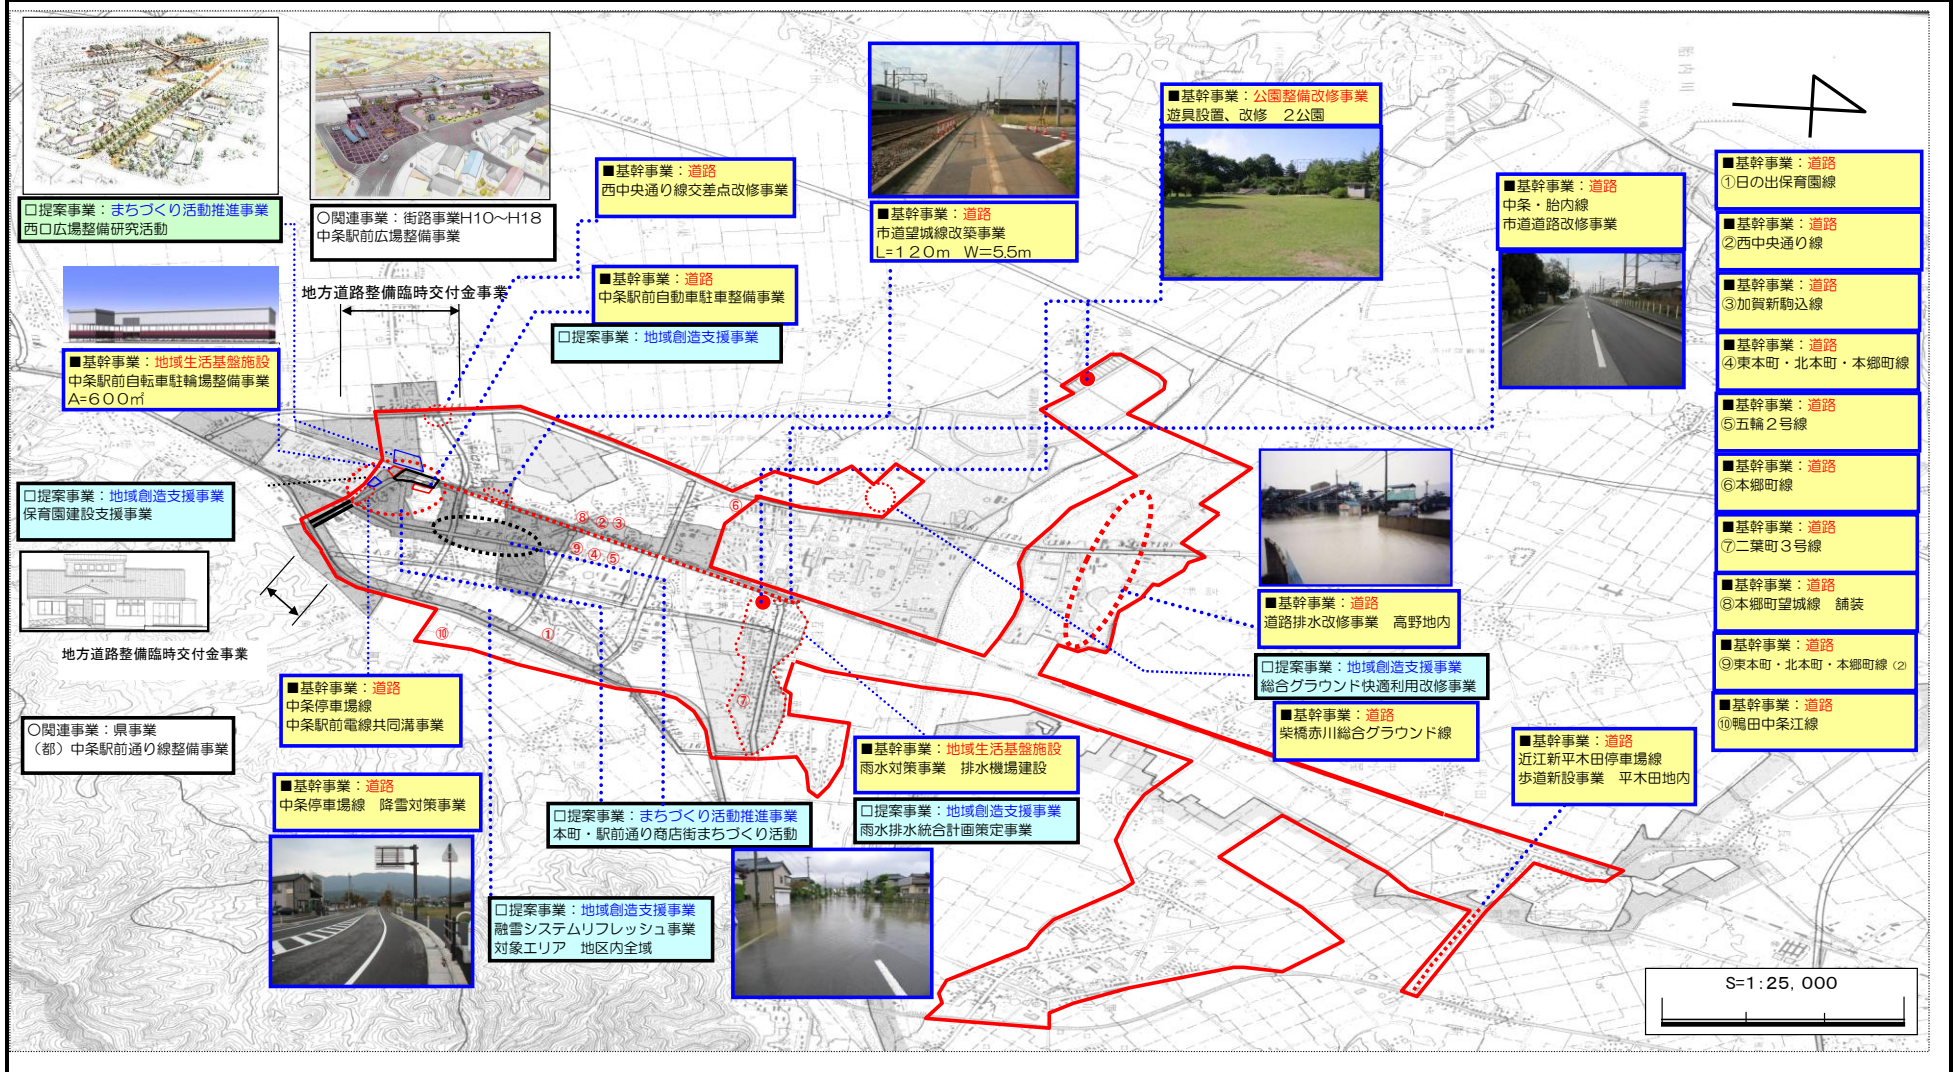 □提案事業：まちづくり活動推進事業
西口広場整備研究活動
○関連事業：街路事業H10～H18
中条駅前広場整備事業
■基幹事業：道路
西中央通り線交差点改修事業
■基幹事業：道路
市道望城線改築事業
L=120m　W=5.5m
■基幹事業：公園整備改修事業
遊具設置、改修　2公園
■基幹事業：道路
中条・胎内線
市道道路改修事業
■基幹事業：道路
①日の出保育園線
■基幹事業：道路
②西中央通り線
■基幹事業：道路
③加賀新駒込線
■基幹事業：道路
④東本町・北本町・本郷町線
■基幹事業：道路
⑤五輪2号線
■基幹事業：道路
⑥本郷町線
■基幹事業：道路
⑦二葉町3号線
■基幹事業：道路
⑧本郷町望城線　舗装
■基幹事業：道路
⑨東本町・北本町・本郷町線（2）
■基幹事業：道路
⑩鴨田中条江線
地方道路整備臨時交付金事業
■基幹事業：道路
中条駅前自動車駐車整備事業
□提案事業：地域創造支援事業
■基幹事業：地域生活基盤施設
中条駅前自転車駐輪場整備事業
A=600㎡
□提案事業：地域創造支援事業
保育園建設支援事業
地方道路整備臨時交付金事業
○関連事業：県事業
（都）中条駅前通り線整備事業
■基幹事業：道路
中条停車場線
中条駅前電線共同溝事業
■基幹事業：道路
中条停車場線　降雪対策事業
□提案事業：まちづくり活動推進事業
本町・駅前通り商店街まちづくり活動
□提案事業：地域創造支援事業
融雪システムリフレッシュ事業
対象エリア　地区内全域
■基幹事業：地域生活基盤施設
雨水対策事業　排水機場建設
□提案事業：地域創造支援事業
雨水排水統合計画策定事業
■基幹事業：道路
道路排水改修事業　高野地内
□提案事業：地域創造支援事業
総合グラウンド快適利用改修事業
■基幹事業：道路
柴橋赤川総合グラウンド線
■基幹事業：道路
近江新平木田停車場線
歩道新設事業　平木田地内
⑧②③
⑨④⑤
⑥
①
⑩
⑦
S=1：25,000